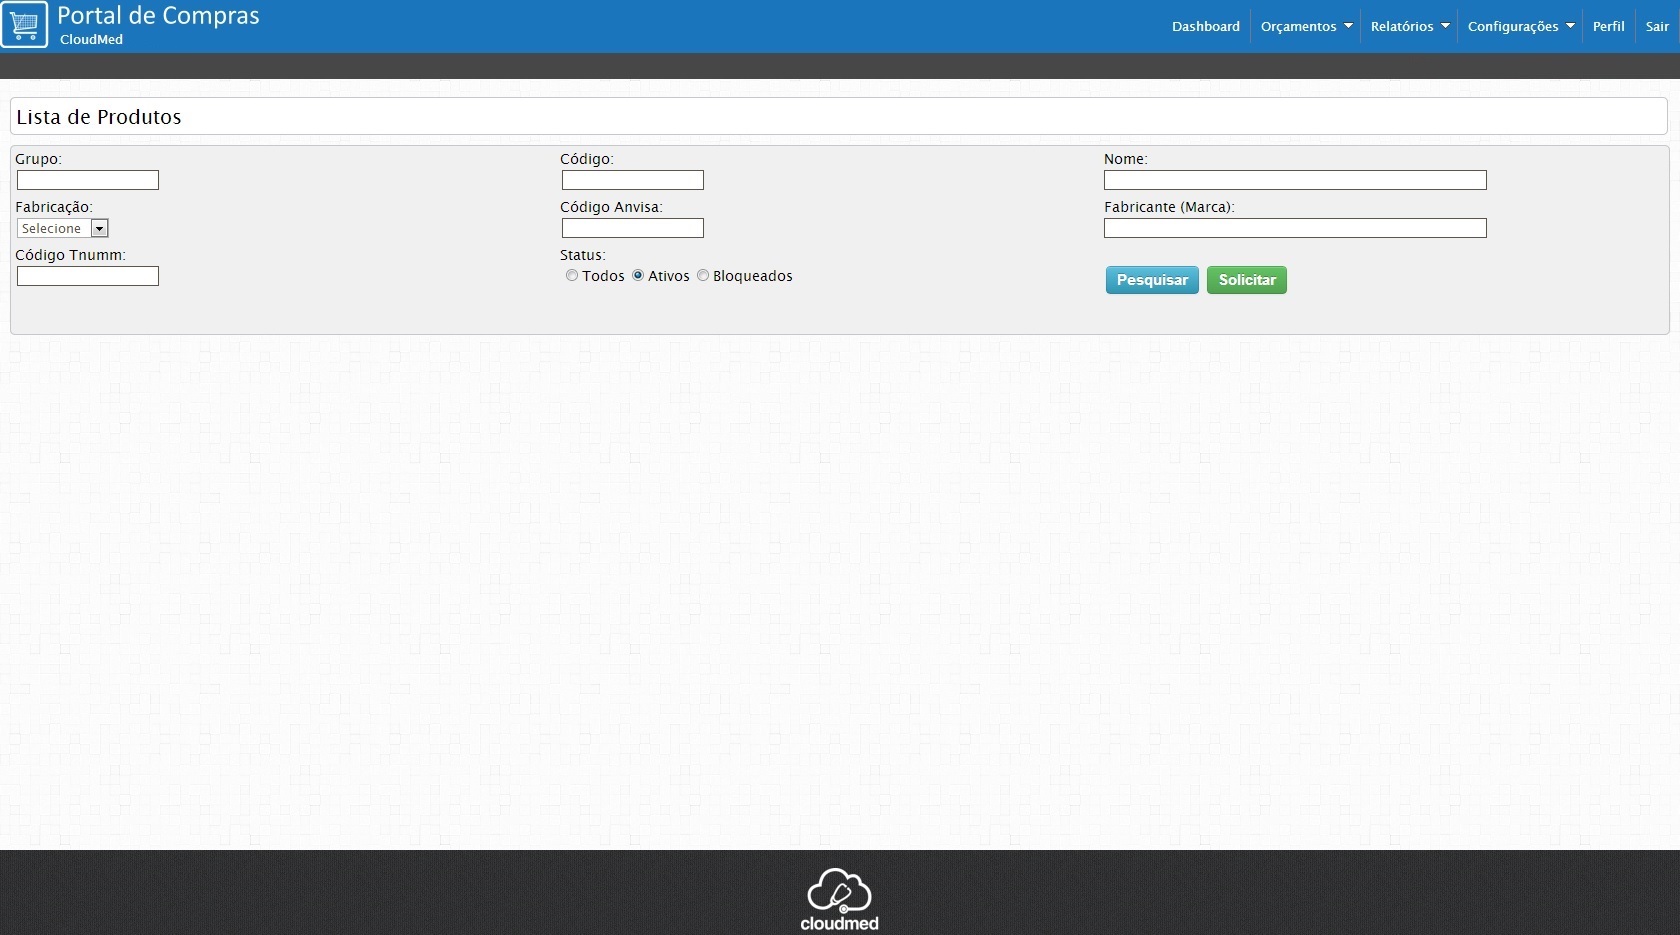 Portal de Compras
CloudMed
Dashboard Orçamentos Relatórios Configurações Perfil Sair
Lista de Produtos
Grupo: Código: Nome:
Fabricação: Código Anvisa: Fabricante (Marca):
Selecione
Código Tnumm: Status:
Todos Ativos Bloqueados
Pesquisar Solicitar
cloudmed